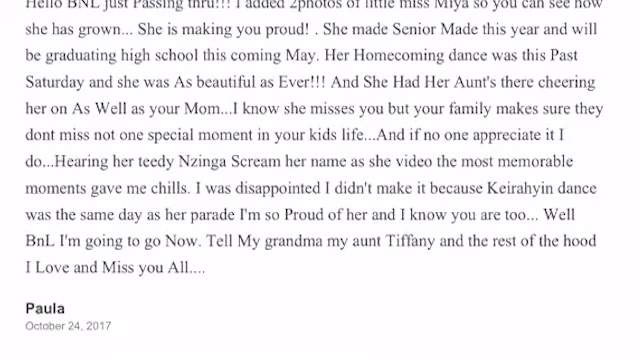 Hello BNL just Passing thru!!! I added 2photos of little miss Miya so you can see how
she has grown... She is making you proud! . She made Senior Made this year and will
be graduating high school this coming May. Her Homecoming dance was this Past
Saturday and she was As beautiful as Ever!!! And She Had Her Aunt's there cheering
her on As Well as your Mom...I know she misses you but your family makes sure they
dont miss not one special moment in your kids life...And if no one appreciate it I
do...Hearing her teedy Nzinga Scream her name as she video the most memorable
moments gave me chills. I was disappointed I didn't make it because Keirahyin dance
was the same day as her parade I'm so Proud of her and I know you are too... Well
BnL I'm going to go Now. Tell My grandma my aunt Tiffany and the rest of the hood
I Love and Miss you All....
Paula
October 24, 2017